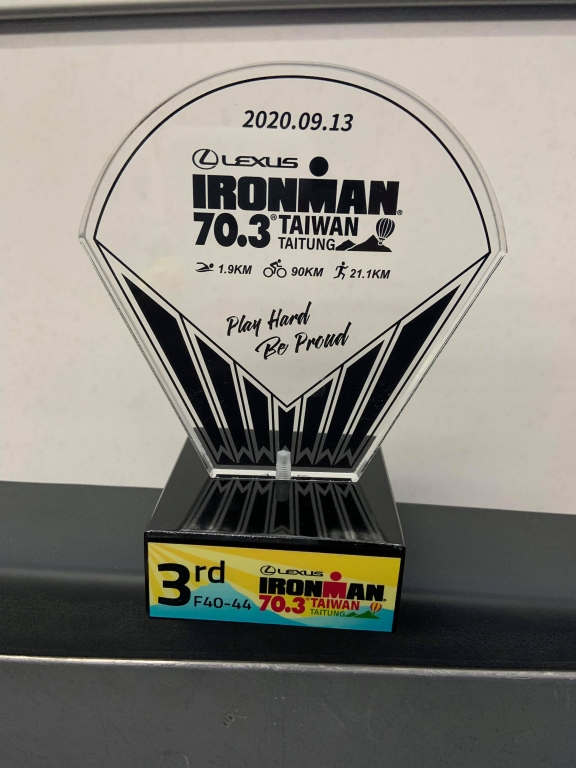 2020.09.13
LEXUS
IRONMAN®
70.3® TAIWAN
TAITUNG
1.9KM 90KM 21.1KM
Play Hard
Be Proud
3rd
F40-44
LEXUS
IRONMAN
70.3 TAIWAN
TAITUNG